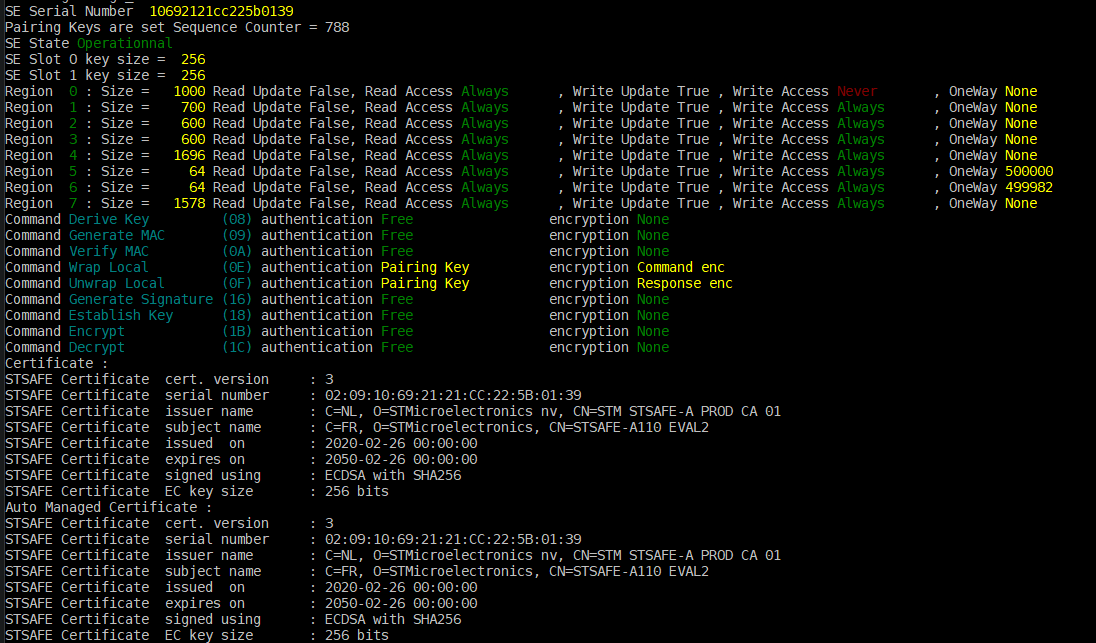 SE Serial Number  10692121cc225b0139
Pairing Keys are set Sequence Counter = 788
SE State Operationnal
SE Slot 0 key size =  256
SE Slot 1 key size =  256
Region  0 : Size =   1000 Read Update False, Read Access Always      , Write Update True , Write Access Never       , OneWay None
Region  1 : Size =    700 Read Update False, Read Access Always      , Write Update True , Write Access Always      , OneWay None
Region  2 : Size =    600 Read Update False, Read Access Always      , Write Update True , Write Access Always      , OneWay None
Region  3 : Size =    600 Read Update False, Read Access Always      , Write Update True , Write Access Always      , OneWay None
Region  4 : Size =   1696 Read Update False, Read Access Always      , Write Update True , Write Access Always      , OneWay None
Region  5 : Size =     64 Read Update False, Read Access Always      , Write Update True , Write Access Always      , OneWay 500000
Region  6 : Size =     64 Read Update False, Read Access Always      , Write Update True , Write Access Always      , OneWay 499982
Region  7 : Size =   1578 Read Update False, Read Access Always      , Write Update True , Write Access Always      , OneWay None
Command Derive Key         (08) authentication Free                 encryption None
Command Generate MAC       (09) authentication Free                 encryption None
Command Verify MAC         (0A) authentication Free                 encryption None
Command Wrap Local         (0E) authentication Pairing Key          encryption Command enc
Command Unwrap Local       (0F) authentication Pairing Key          encryption Response enc
Command Generate Signature (16) authentication Free                 encryption None
Command Establish Key      (18) authentication Free                 encryption None
Command Encrypt            (1B) authentication Free                 encryption None
Command Decrypt            (1C) authentication Free                 encryption None
Certificate :
STSAFE Certificate  cert. version     : 3
STSAFE Certificate  serial number     : 02:09:10:69:21:21:CC:22:5B:01:39
STSAFE Certificate  issuer name       : C=NL, O=STMicroelectronics nv, CN=STM STSAFE-A PROD CA 01
STSAFE Certificate  subject name      : C=FR, O=STMicroelectronics, CN=STSAFE-A110 EVAL2
STSAFE Certificate  issued  on        : 2020-02-26 00:00:00
STSAFE Certificate  expires on        : 2050-02-26 00:00:00
STSAFE Certificate  signed using      : ECDSA with SHA256
STSAFE Certificate  EC key size       : 256 bits
Auto Managed Certificate :
STSAFE Certificate  cert. version     : 3
STSAFE Certificate  serial number     : 02:09:10:69:21:21:CC:22:5B:01:39
STSAFE Certificate  issuer name       : C=NL, O=STMicroelectronics nv, CN=STM STSAFE-A PROD CA 01
STSAFE Certificate  subject name      : C=FR, O=STMicroelectronics, CN=STSAFE-A110 EVAL2
STSAFE Certificate  issued  on        : 2020-02-26 00:00:00
STSAFE Certificate  expires on        : 2050-02-26 00:00:00
STSAFE Certificate  signed using      : ECDSA with SHA256
STSAFE Certificate  EC key size       : 256 bits